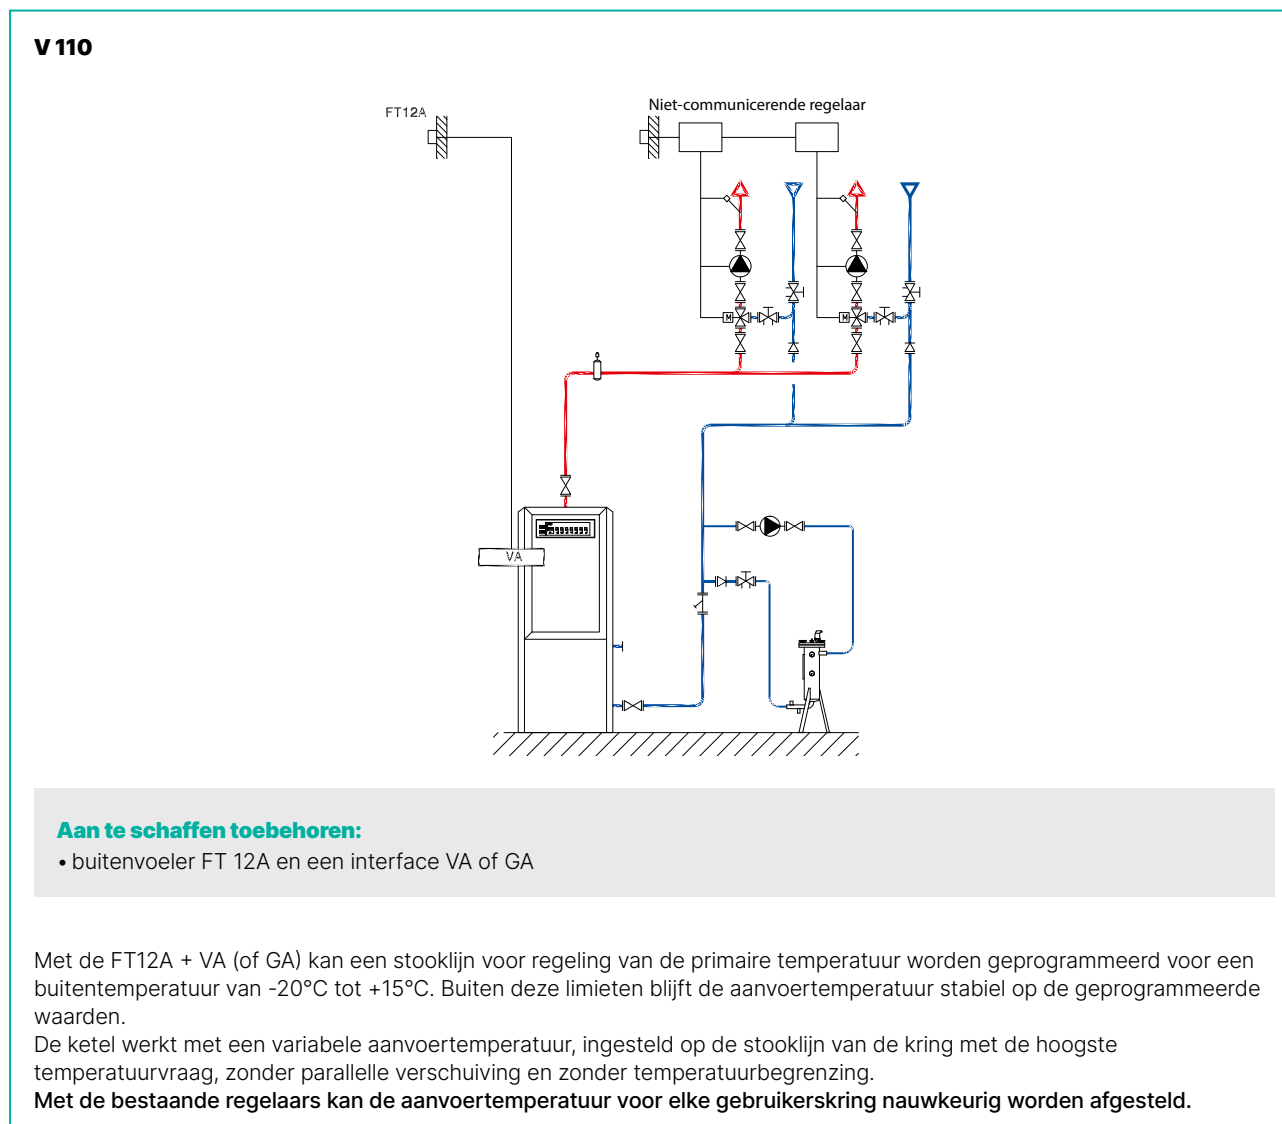 V 110
FT12A
Niet-communicerende regelaar
M
M
VA
Aan te schaffen toebehoren:
• buitenvoeler FT 12A en een interface VA of GA
Met de FT12A + VA (of GA) kan een stooklijn voor regeling van de primaire temperatuur worden geprogrammeerd voor een
buitentemperatuur van -20°C tot +15°C. Buiten deze limieten blijft de aanvoertemperatuur stabiel op de geprogrammeerde
waarden.
De ketel werkt met een variabele aanvoertemperatuur, ingesteld op de stooklijn van de kring met de hoogste
temperatuurvraag, zonder parallelle verschuiving en zonder temperatuurbegrenzing.
Met de bestaande regelaars kan de aanvoertemperatuur voor elke gebruikerskring nauwkeurig worden afgesteld.